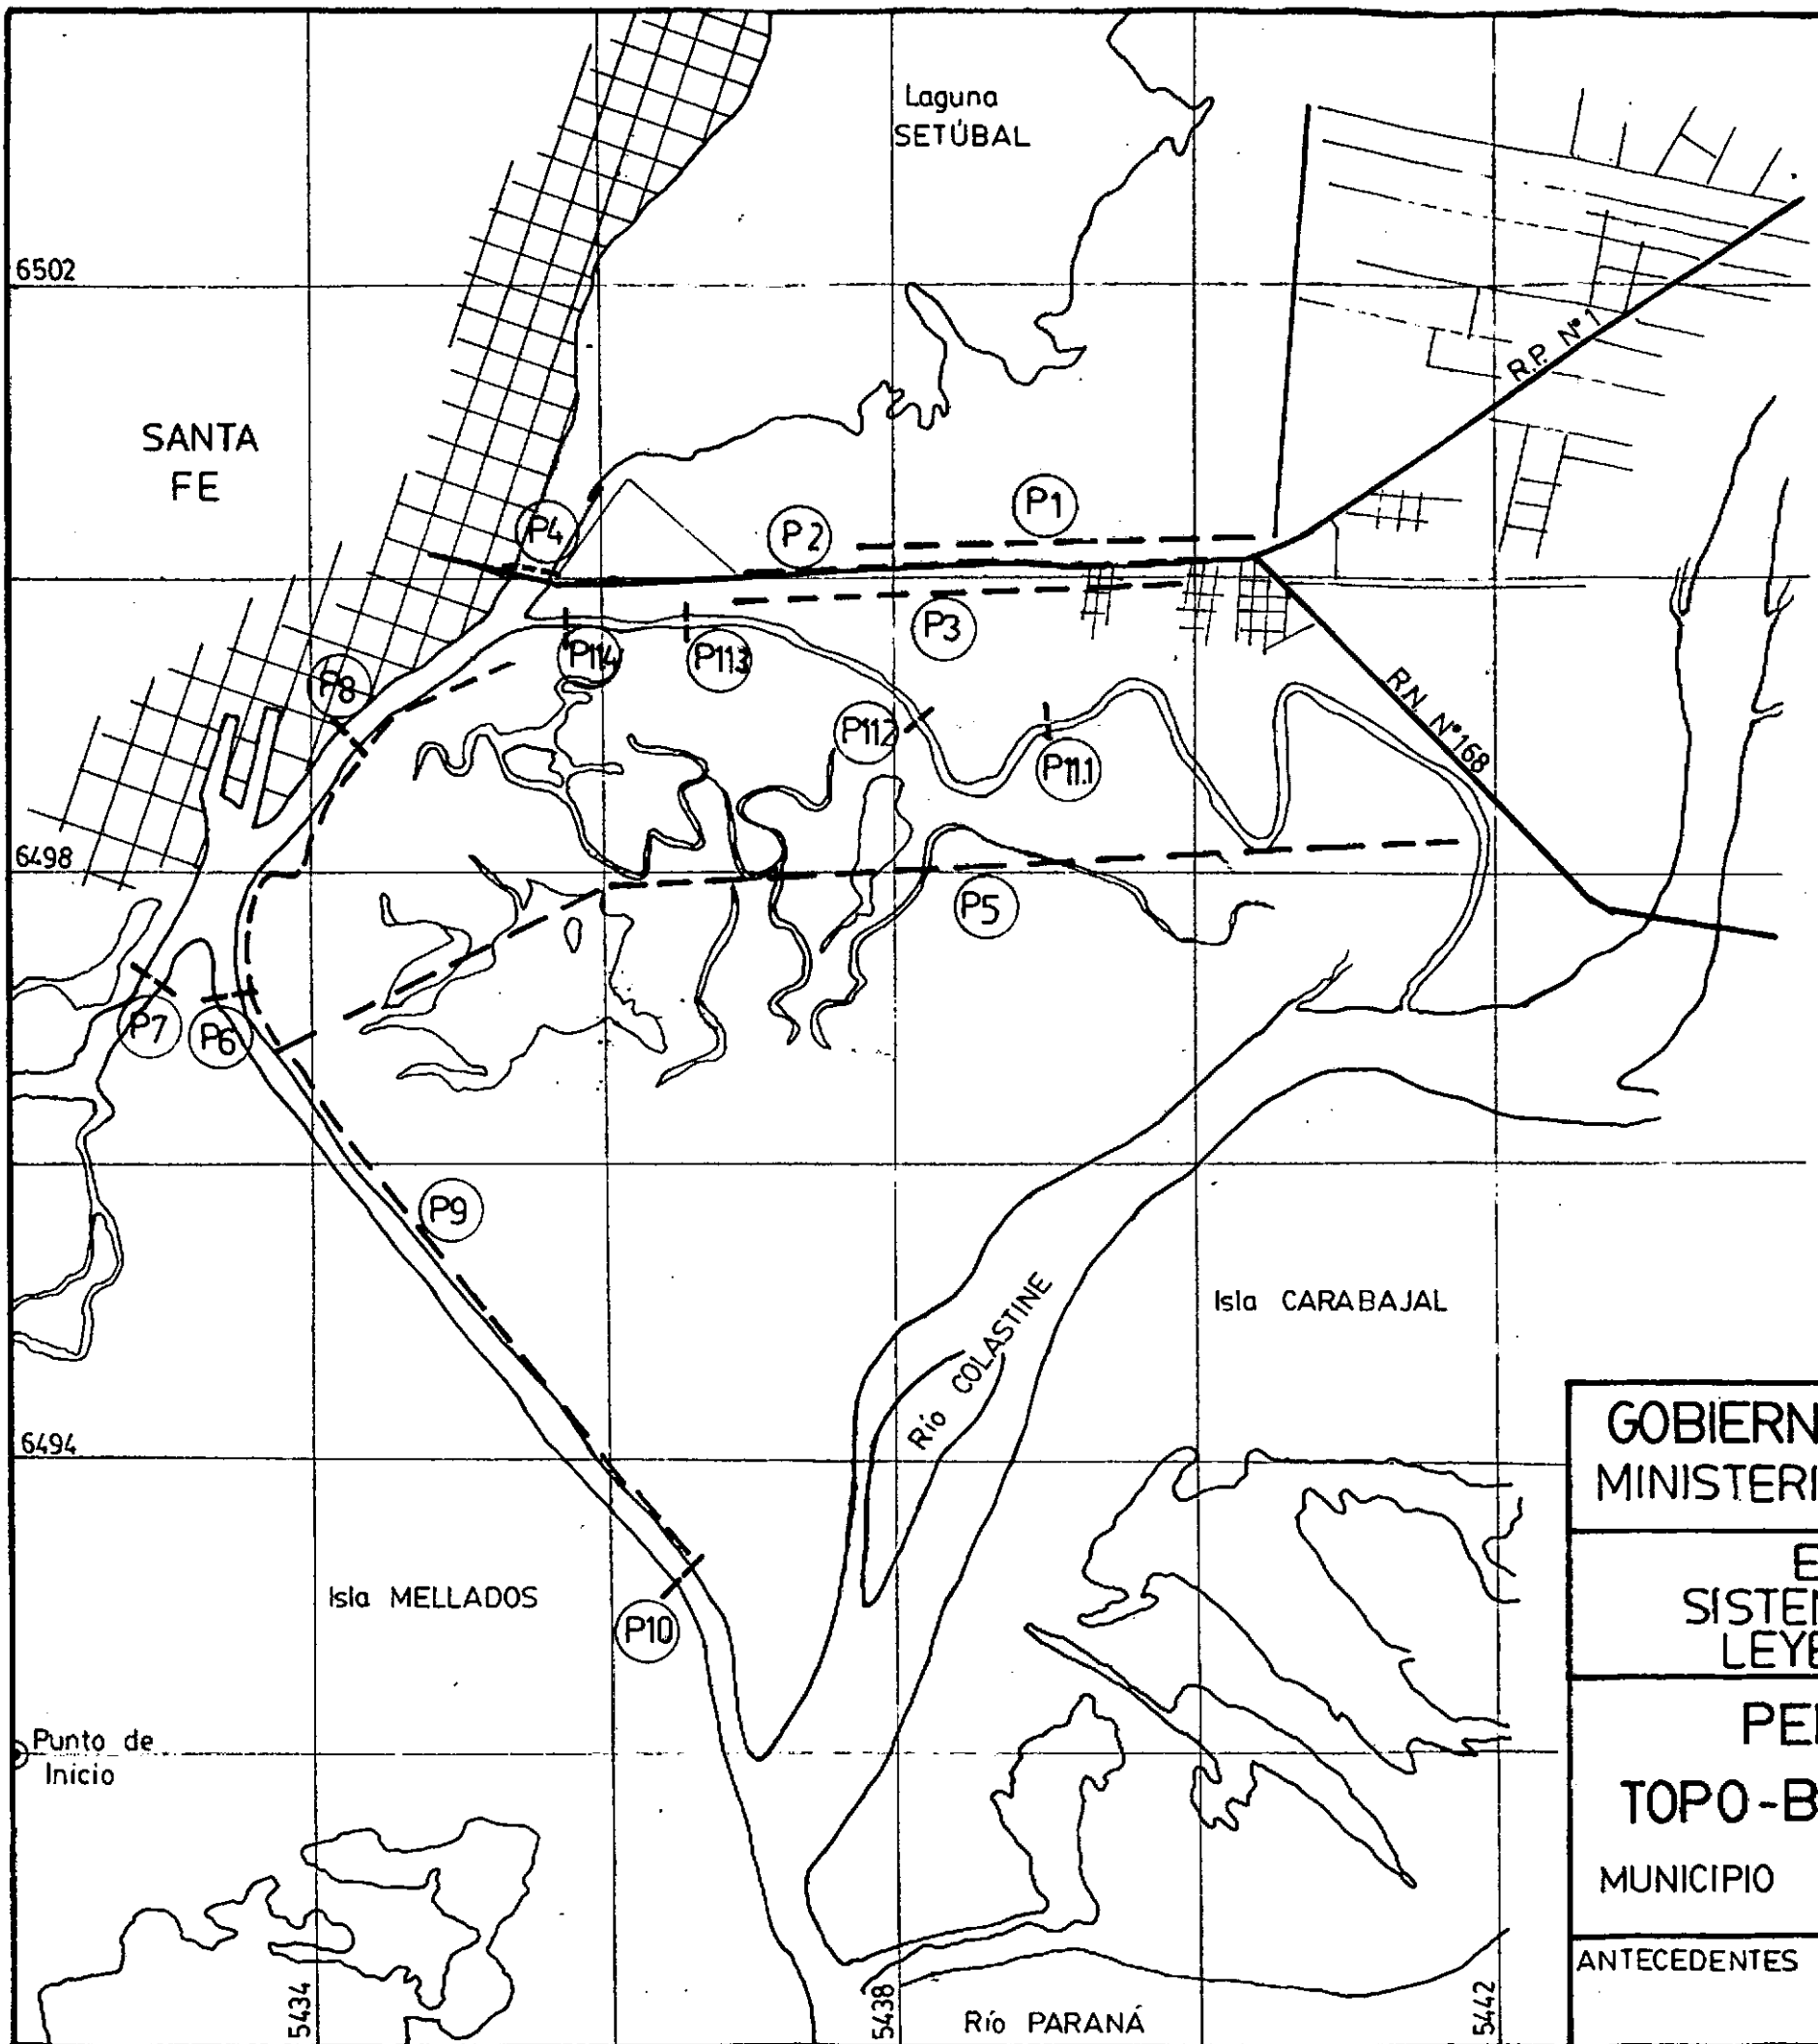 Laguna
SETÚBAL
6502
R.P. N° 1
SANTA
FE
P1
P4
P2
P3
P114
P113
P8
R.N. N° 168
P112
P11.1
6498
P5
P7
P6
P9
Isla CARABAJAL
Río COLASTINE
6494
GOBIERN
MINISTERI
E
SISTEM
LEYE
Isla MELLADOS
P10
PE
TOPO-B
Punto de
Inicio
MUNICIPIO
ANTECEDENTES
5434
5438
5442
Río PARANÁ